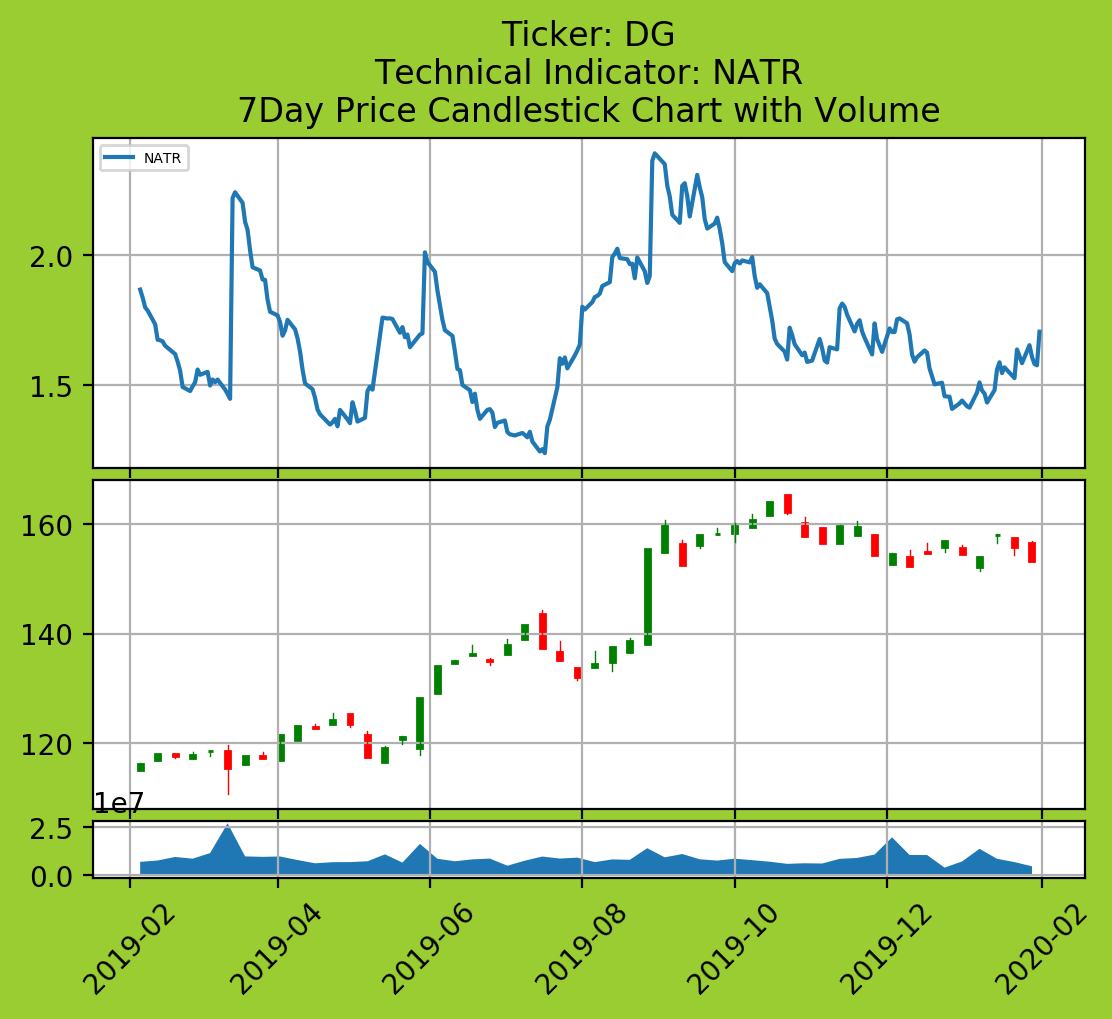 Ticker: DG
Technical Indicator: NATR
7Day Price Candlestick Chart with Volume
NATR
2.0
1.5
160
140
120
1e7
2.5
0.0
2019-02
2019-04
2019-06
2019-08
2019-10
2019-12
2020-02